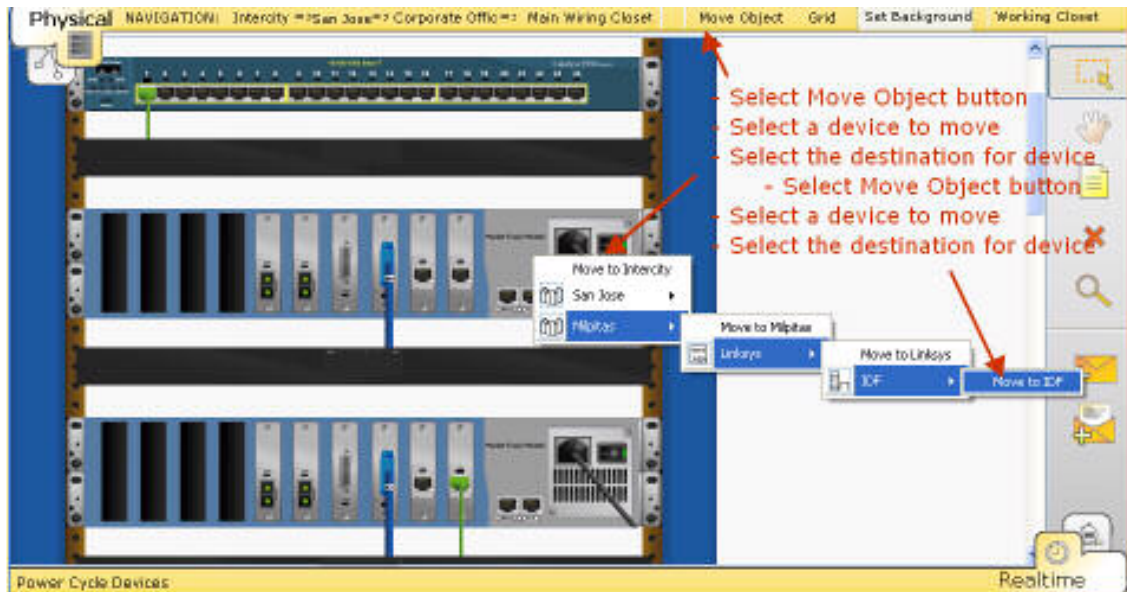 Physical NAVIGATION: Intercity =>San Jose=> Corporate Offic=> Main Wiring Closet Move Object Grid Set Background Working Closet
- Select Move Object button
- Select a device to move
- Select the destination for device
- Select Move Object button
- Select a device to move
- Select the destination for device
Move to Intercity
San Jose
Milpitas
Move to Milpitas
Linksys
Move to Linksys
IDF
Move to IDF
Power Cycle Devices
Realtime